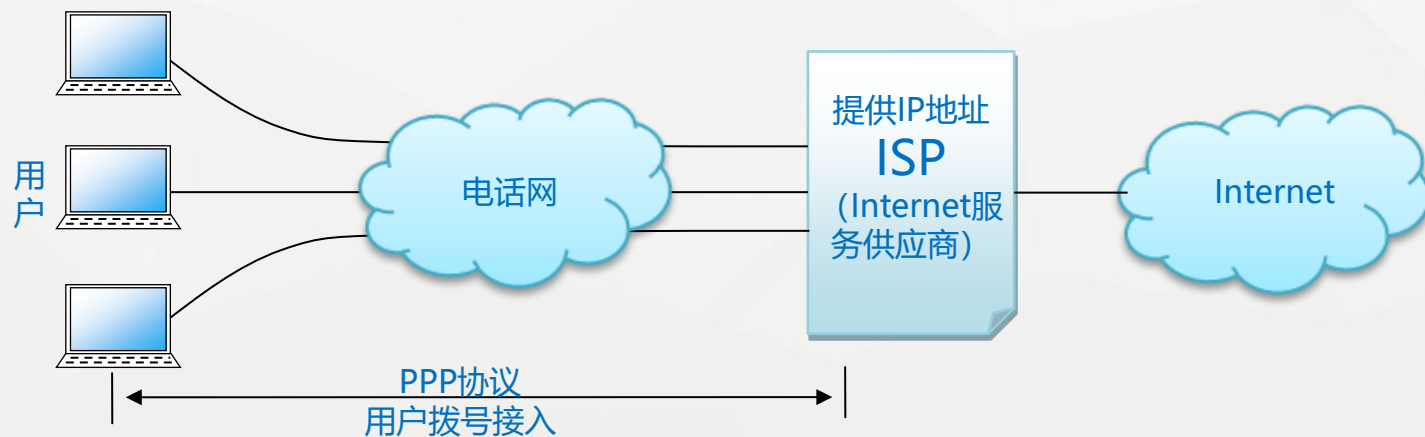 用
户
电话网
提供IP地址
ISP
（Internet服
务供应商）
Internet
PPP协议
用户拨号接入